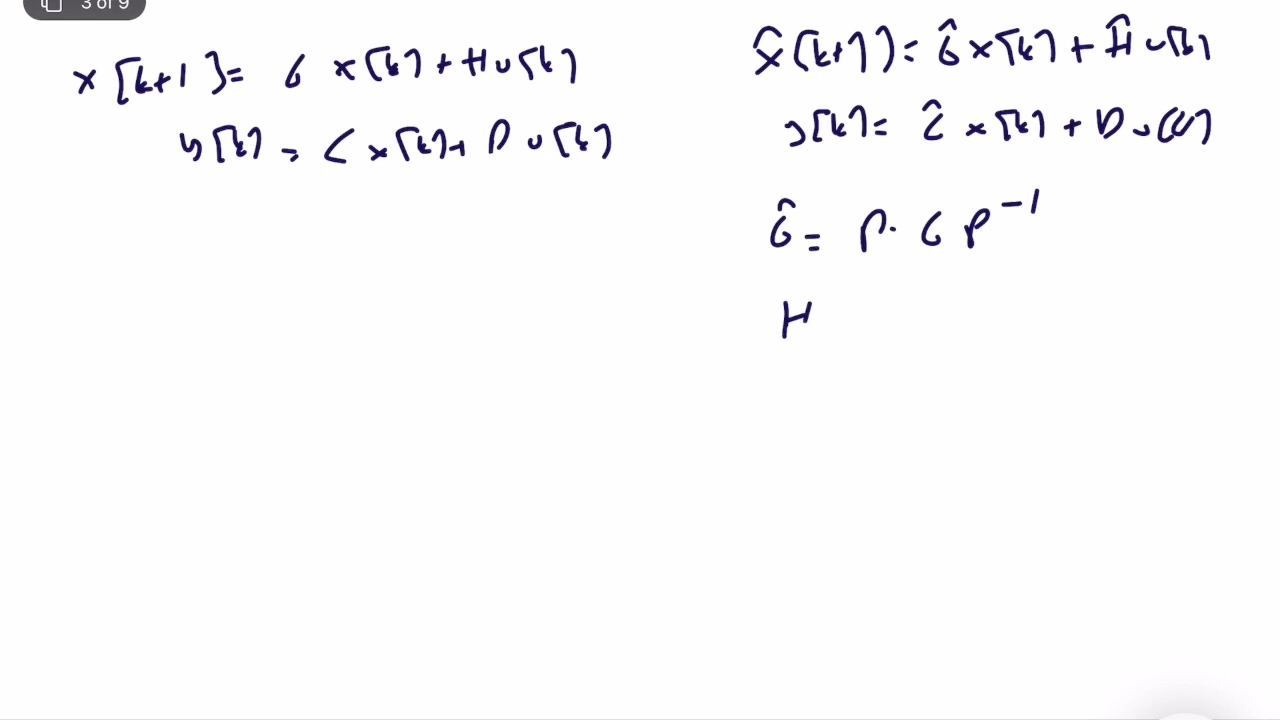 3 of 9
x[k+1] = G x[k] + H u[k]
y[k] = C x[k] + D u[k]
x̂[k+1] = Ĝ x[k] + Ĥ u[k]
y[k] = Ĉ x[k] + D u[k]
Ĝ = P · G P⁻¹
H